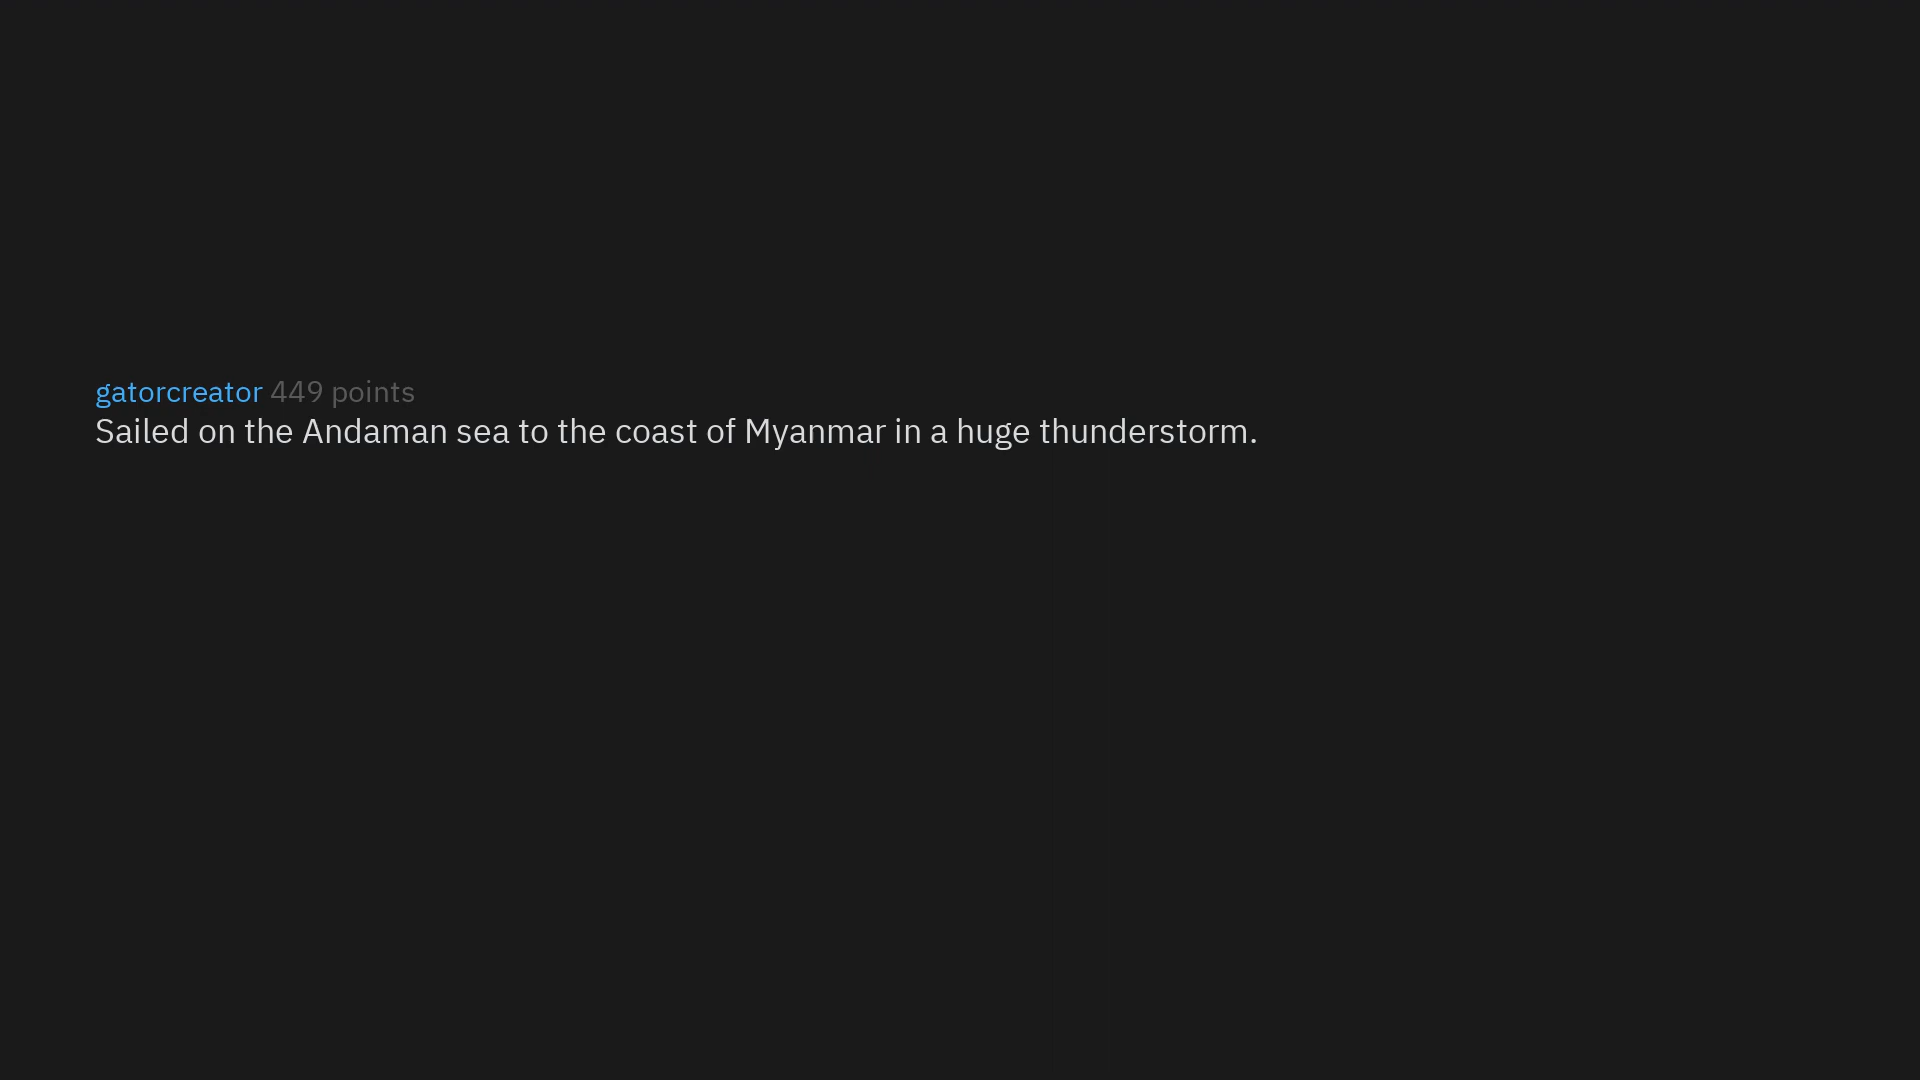 gatorcreator 449 points
Sailed on the Andaman sea to the coast of Myanmar in a huge thunderstorm.